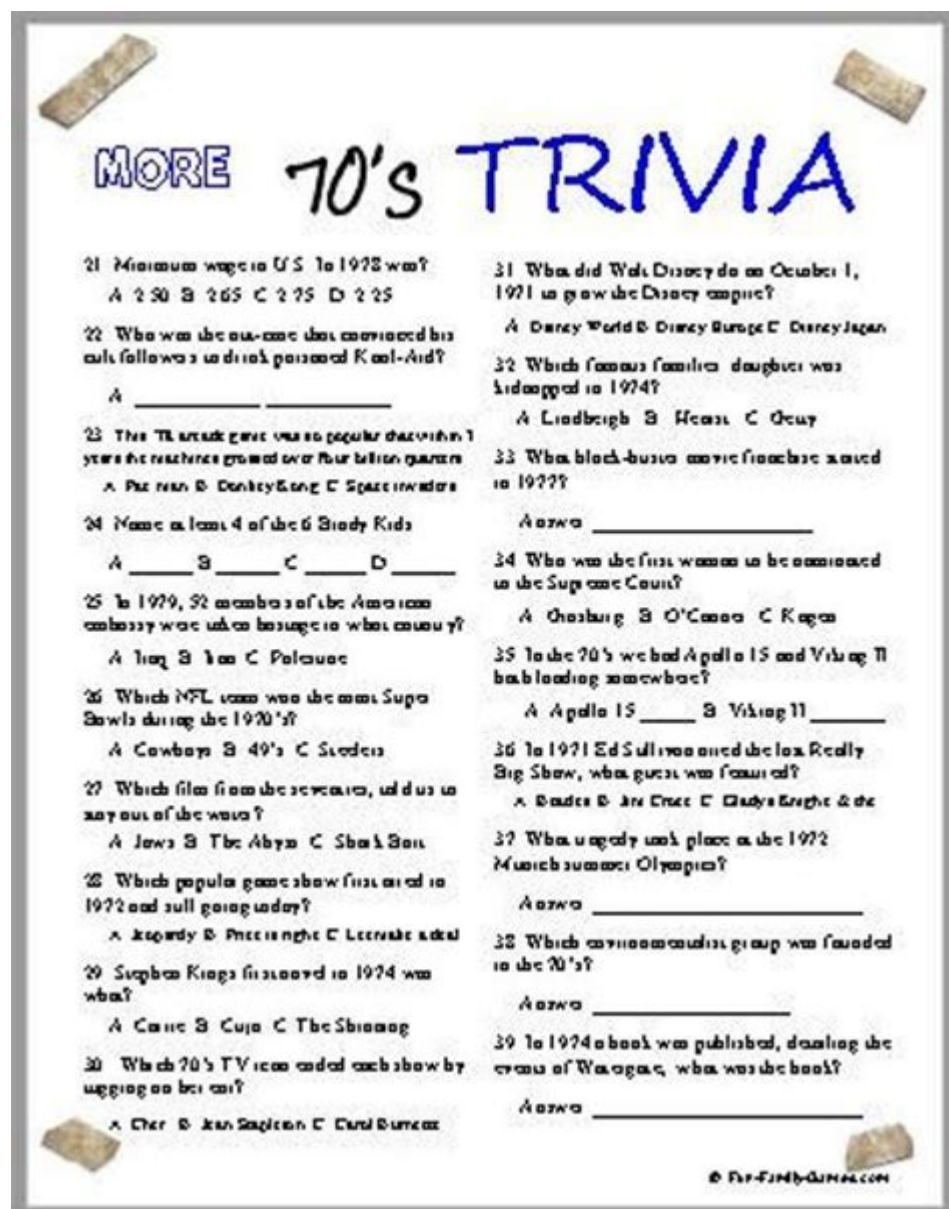 MORE 70's TRIVIA
21 Minimum wage in U.S. In 1978 was?
A 2.50 B 2.65 C 2.75 D 2.25
22 Who was the out-case that convinced his
cult followers to drink poisoned Kool-Aid?
A
23 This arcade game was so popular that within
years the machines grossed over four billion quarters
A Pac man B Donkey Kong C Space invaders
24 Name at least 4 of the 6 Brady Kids
A B C D
25 In 1979, 52 members of the American
embassy were taken hostage in what country?
A Iraq B Iran C Palestine
26 Which NFL team won the most Super
Bowls during the 1970's?
A Cowboys B 49's C Steelers
27 Which film from the seventies, told us to
stay out of the water?
A Jaws B The Abyss C Shark Bait
28 Which popular game show first aired in
1972 and still going today?
A Jeopardy B Price is right C Let's make a deal
29 Stephen Kings first novel in 1974 was
what?
A Carrie B Cujo C The Shining
30 Which 70's TV icon ended each show by
tugging on her ear?
A Cher B Jean Stapleton C Carol Burnett
31 What did Walt Disney do on October 1,
1971 to grow the Disney empire?
A Disney World B Disney Europe C Disney Japan
32 Which famous families daughter was
kidnapped in 1974?
A Lindbergh B Hearst C Getty
33 What block-buster movie franchise started
in 1977?
Answer
34 Who was the first woman to be nominated
to the Supreme Court?
A Ginsburg B O'Connor C Kagan
35 In the 70's we had Apollo 15 and Viking II
both landing somewhere?
A Apollo 15 B Viking II
36 In 1971 Ed Sullivan aired the last Really
Big Show, what guest was featured?
A Beatles B Jim Croce C Gladys Knight & the
37 What tragedy took place at the 1972
Munich summer Olympics?
Answer
38 Which environmentalist group was founded
in the 70's?
Answer
39 In 1974 a book was published, detailing the
events of Watergate, what was the book?
Answer
© Fun-Family-Games.com